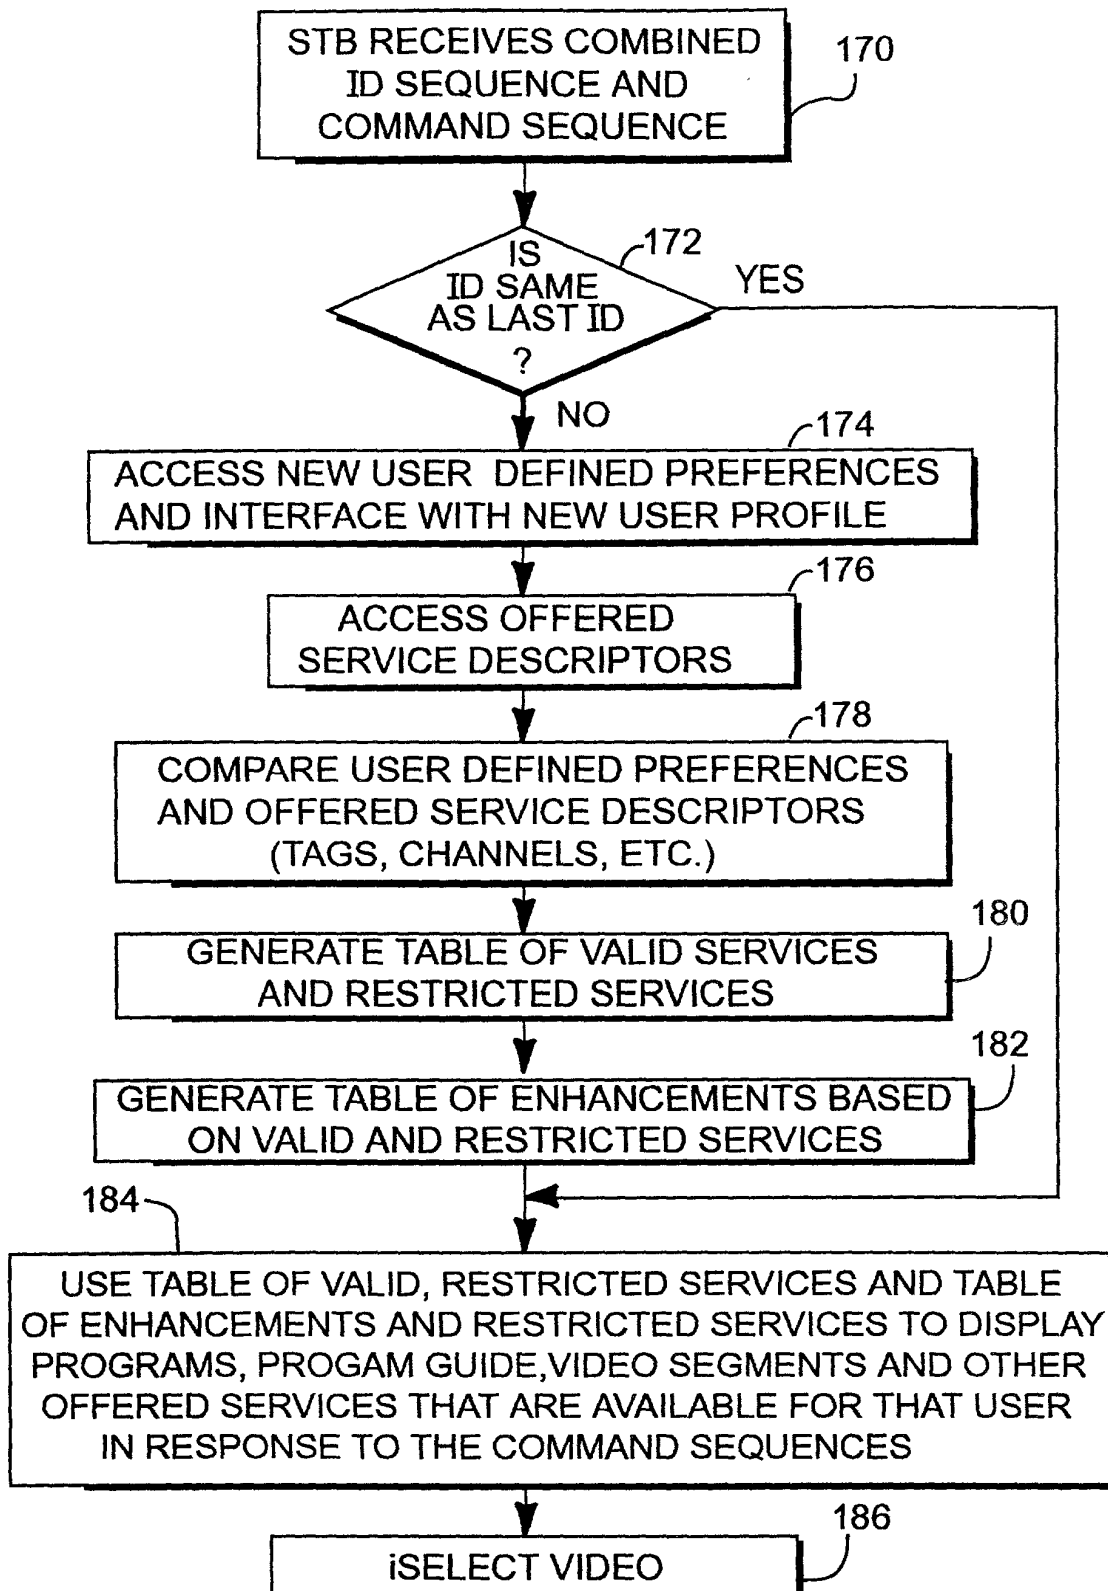 STB RECEIVES COMBINED
ID SEQUENCE AND
COMMAND SEQUENCE
170
IS
ID SAME
AS LAST ID
?
172
YES
NO
174
ACCESS NEW USER DEFINED PREFERENCES
AND INTERFACE WITH NEW USER PROFILE
176
ACCESS OFFERED
SERVICE DESCRIPTORS
178
COMPARE USER DEFINED PREFERENCES
AND OFFERED SERVICE DESCRIPTORS
(TAGS, CHANNELS, ETC.)
180
GENERATE TABLE OF VALID SERVICES
AND RESTRICTED SERVICES
182
GENERATE TABLE OF ENHANCEMENTS BASED
ON VALID AND RESTRICTED SERVICES
184
USE TABLE OF VALID, RESTRICTED SERVICES AND TABLE
OF ENHANCEMENTS AND RESTRICTED SERVICES TO DISPLAY
PROGRAMS, PROGAM GUIDE,VIDEO SEGMENTS AND OTHER
OFFERED SERVICES THAT ARE AVAILABLE FOR THAT USER
IN RESPONSE TO THE COMMAND SEQUENCES
186
iSELECT VIDEO